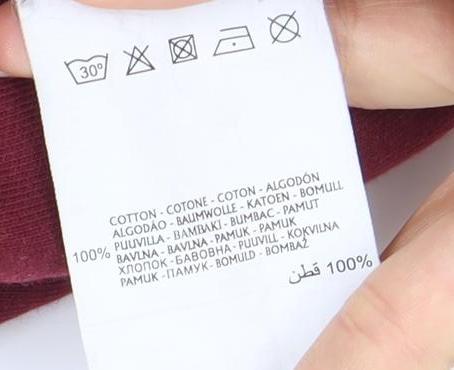 30°
COTTON - COTONE - COTON - ALGODÓN
ALGODÃO - BAUMWOLLE - KATOEN - BOMULL
PUUVILLA - BAMBAKI - BUMBAC - PAMUT
100% BAVLNA - BAVLNA - PAMUK - PAMUK
ХЛОПОК - БАВОВНА - PUUVILL - KOKVILNA
PAMUK - ПАМУК - BOMULD - BOMBAŽ
100% قطن